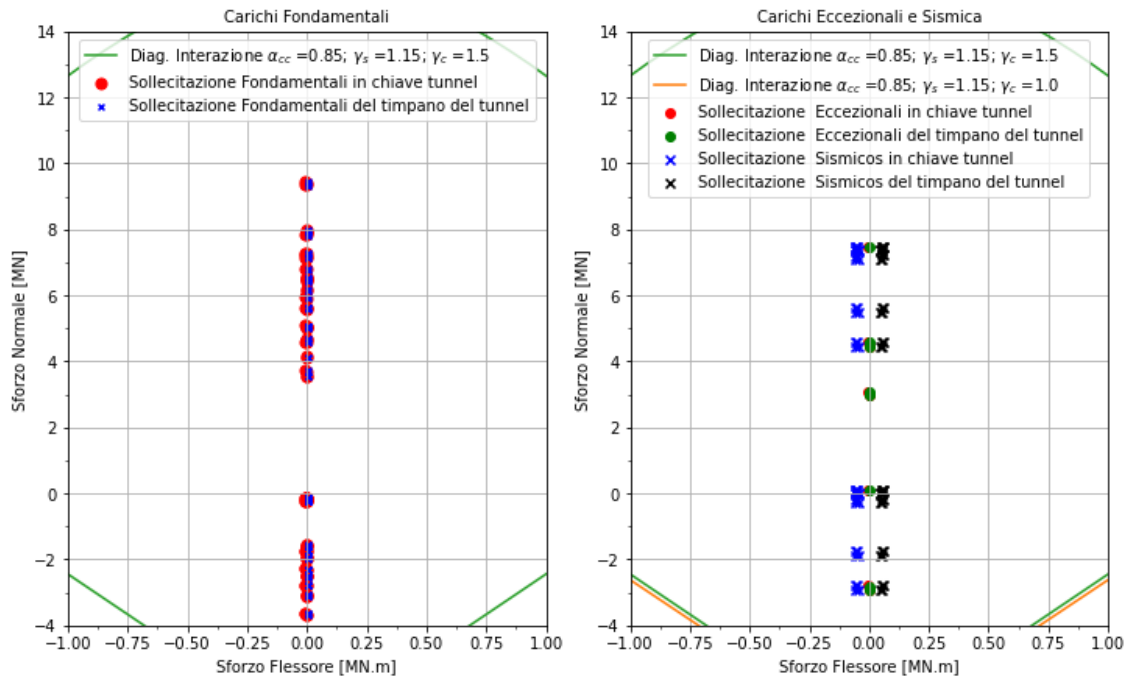 Carichi Fondamentali
14
12
10
8
6
4
2
0
−2
−4
Sforzo Normale [MN]
Diag. Interazione αcc =0.85; γs =1.15; γc =1.5
Sollecitazione Fondamentali in chiave tunnel
Sollecitazione Fondamentali del timpano del tunnel
−1.00 −0.75 −0.50 −0.25 0.00 0.25 0.50 0.75 1.00
Sforzo Flessore [MN.m]
Carichi Eccezionali e Sismica
14
12
10
8
6
4
2
0
−2
−4
Sforzo Normale [MN]
Diag. Interazione αcc =0.85; γs =1.15; γc =1.5
Diag. Interazione αcc =0.85; γs =1.15; γc =1.0
Sollecitazione Eccezionali in chiave tunnel
Sollecitazione Eccezionali del timpano del tunnel
Sollecitazione Sismicos in chiave tunnel
Sollecitazione Sismicos del timpano del tunnel
−1.00 −0.75 −0.50 −0.25 0.00 0.25 0.50 0.75 1.00
Sforzo Flessore [MN.m]